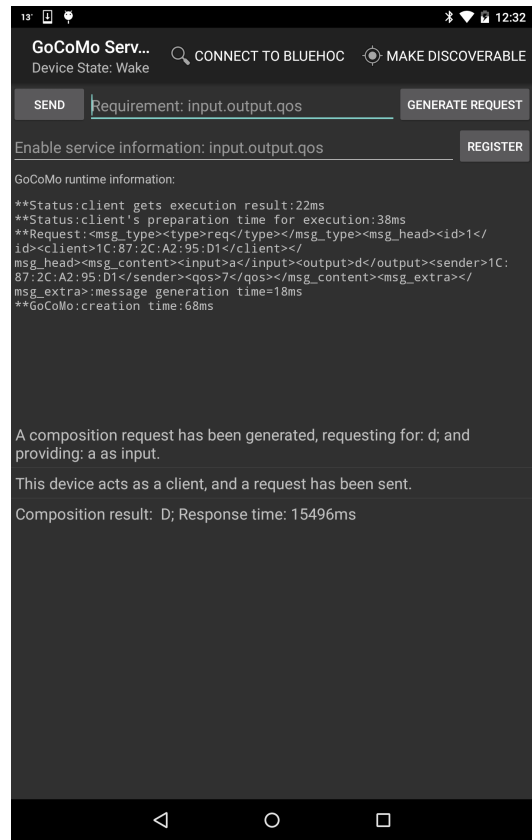 13° 12:32
GoCoMo Serv... CONNECT TO BLUEHOC MAKE DISCOVERABLE
Device State: Wake
SEND Requirement: input.output.qos GENERATE REQUEST
Enable service information: input.output.qos REGISTER
GoCoMo runtime information:
**Status:client gets execution result:22ms
**Status:client's preparation time for execution:38ms
**Request:<msg_type><type>req</type></msg_type><msg_head><id>1</
id><client>1C:87:2C:A2:95:D1</client></
msg_head><msg_content><input>a</input><output>d</output><sender>1C:
87:2C:A2:95:D1</sender><qos>7</qos></msg_content><msg_extra></
msg_extra>:message generation time=18ms
**GoCoMo:creation time:68ms
A composition request has been generated, requesting for: d; and
providing: a as input.
This device acts as a client, and a request has been sent.
Composition result:  D; Response time: 15496ms